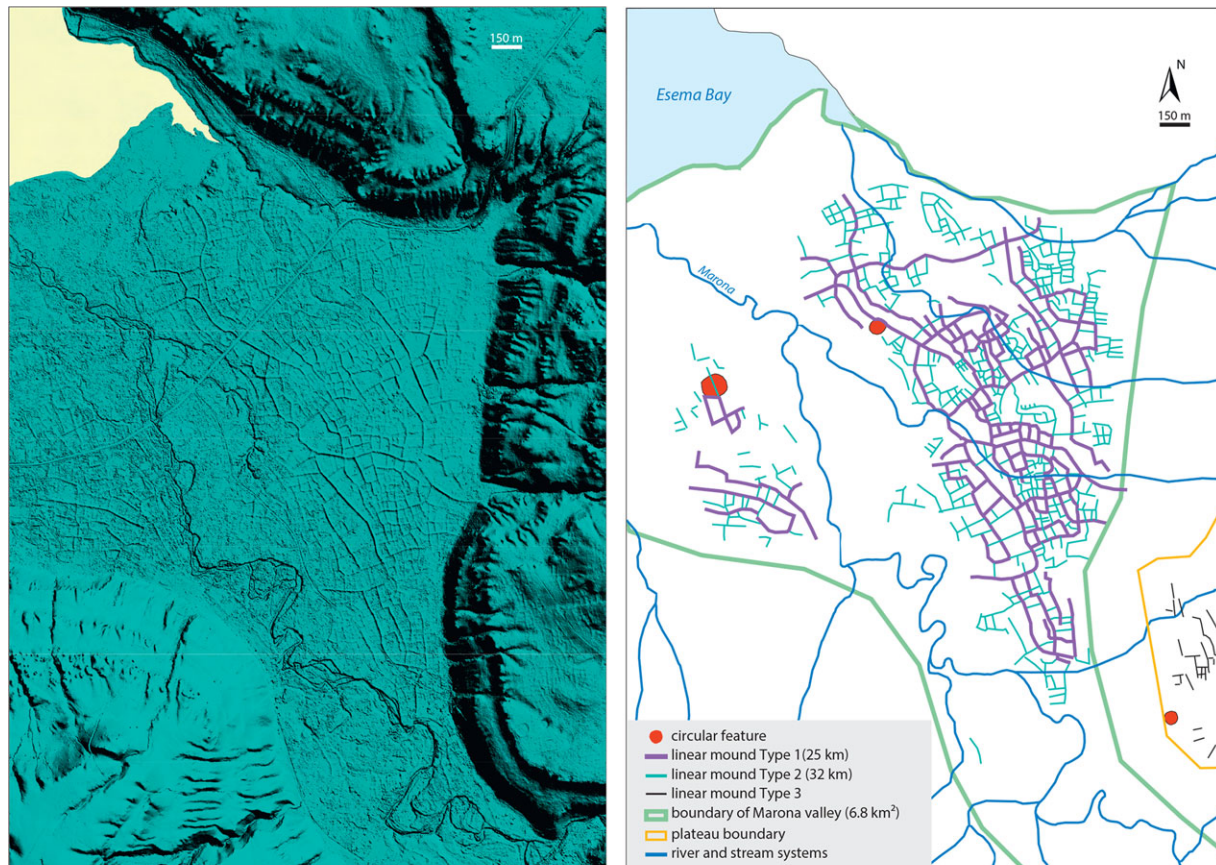 150 m
Esema Bay
N
150 m
Marona
circular feature
linear mound Type 1(25 km)
linear mound Type 2 (32 km)
linear mound Type 3
boundary of Marona valley (6.8 km²)
plateau boundary
river and stream systems